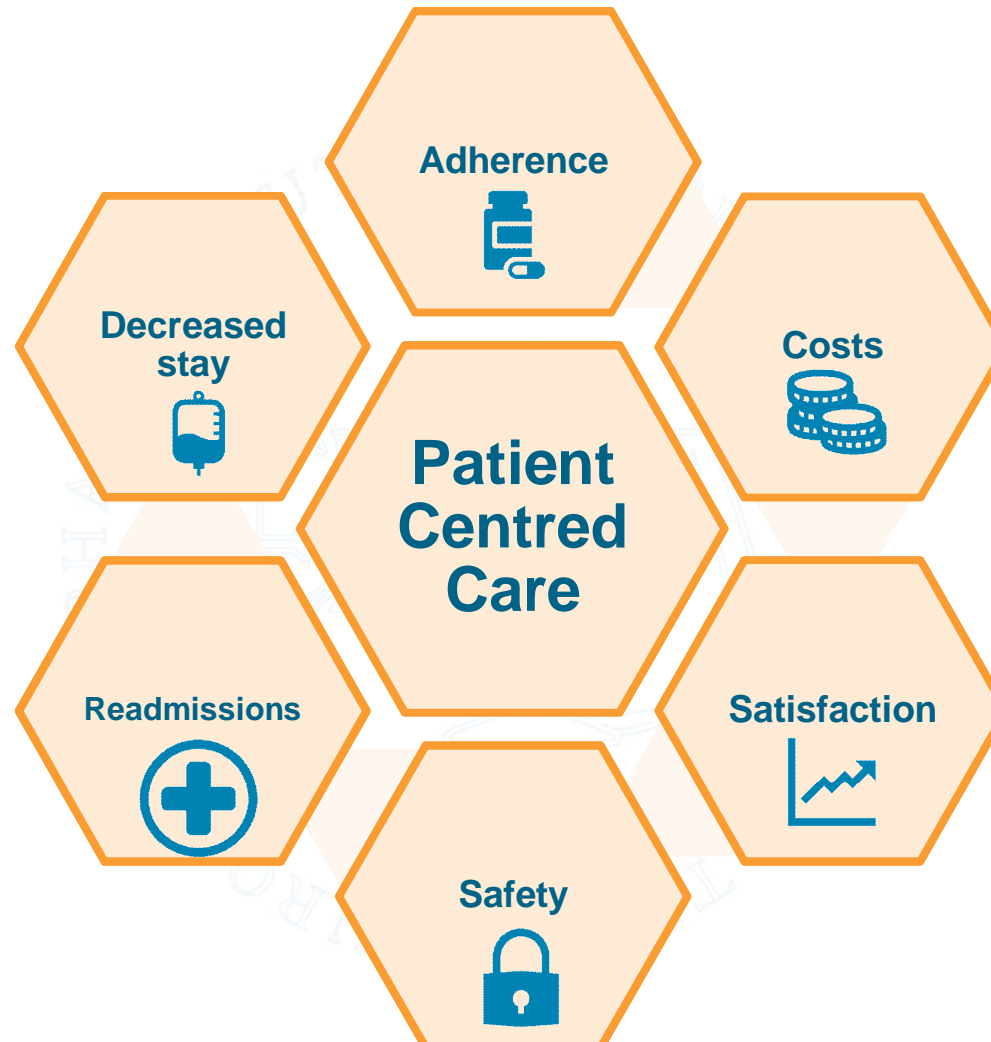 Adherence
Decreased
stay
Costs
Patient
Centred
Care
Readmissions
Satisfaction
Safety